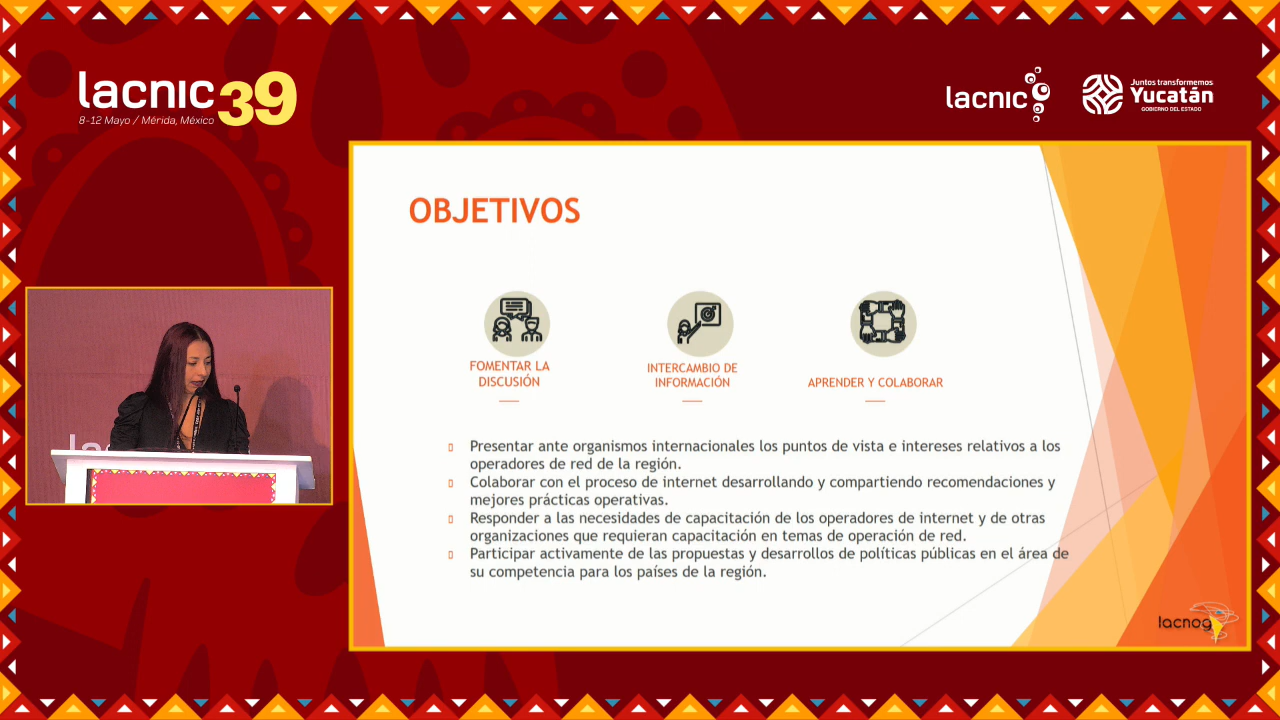 lacnic 39
8-12 Mayo / Mérida, México
lacnic
Juntos transformemos
Yucatán
GOBIERNO DEL ESTADO
OBJETIVOS
FOMENTAR LA
DISCUSIÓN
INTERCAMBIO DE
INFORMACIÓN
APRENDER Y COLABORAR
Presentar ante organismos internacionales los puntos de vista e intereses relativos a los
operadores de red de la región.
Colaborar con el proceso de internet desarrollando y compartiendo recomendaciones y
mejores prácticas operativas.
Responder a las necesidades de capacitación de los operadores de internet y de otras
organizaciones que requieran capacitación en temas de operación de red.
Participar activamente de las propuestas y desarrollos de políticas públicas en el área de
su competencia para los países de la región.
lacnog